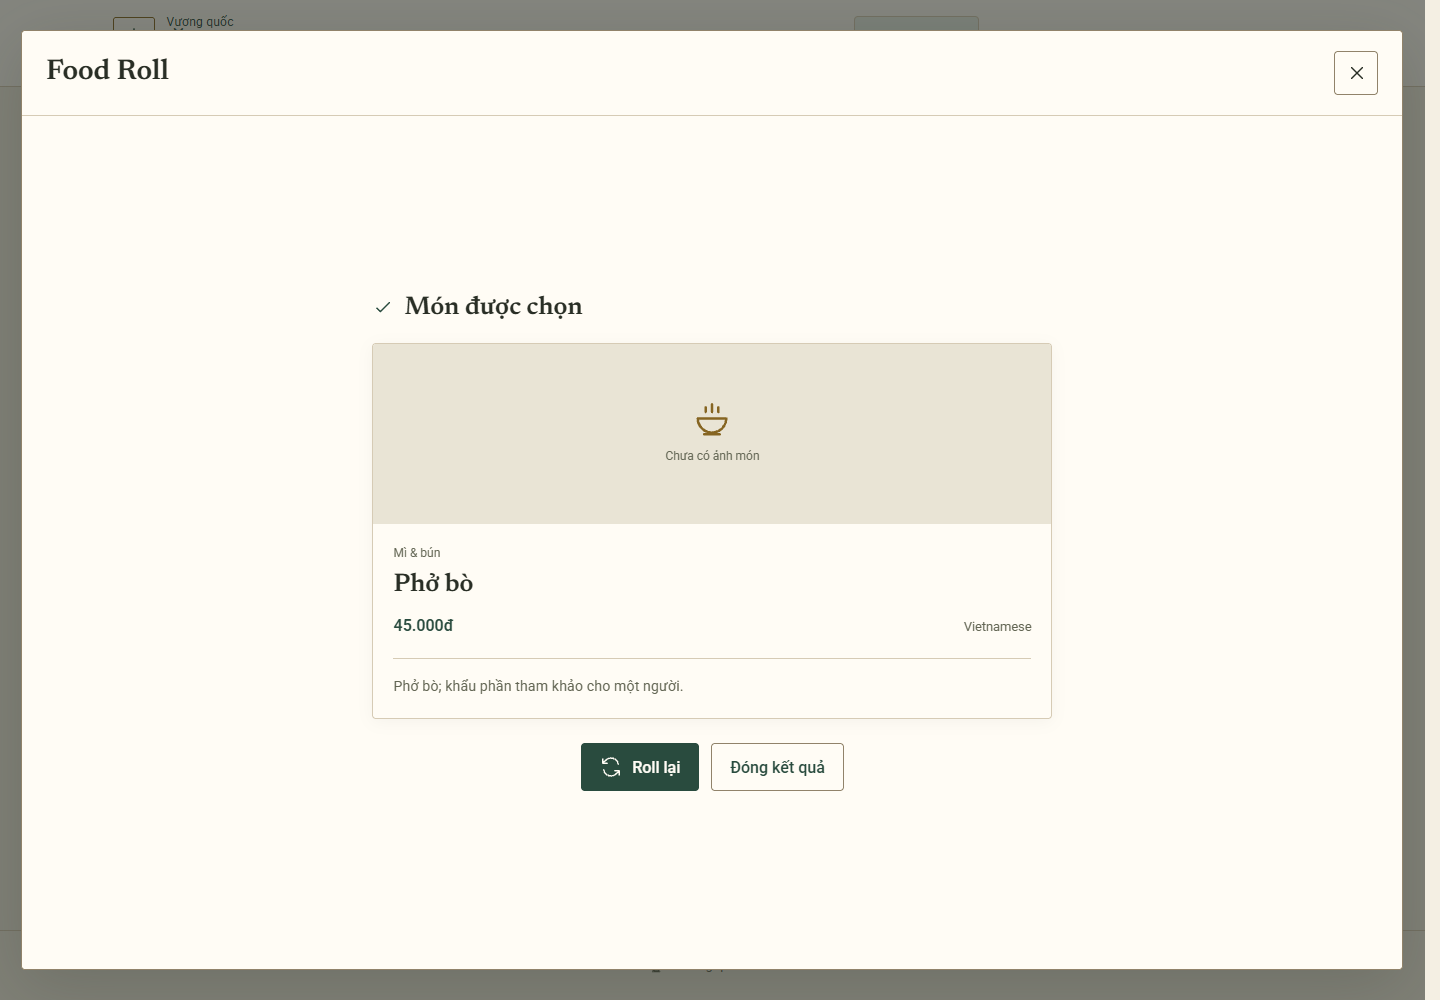 Vương quốc
Food Roll
Món được chọn
Chưa có ảnh món
Mì & bún
Phở bò
45.000đ
Vietnamese
Phở bò; khẩu phần tham khảo cho một người.
Roll lại
Đóng kết quả